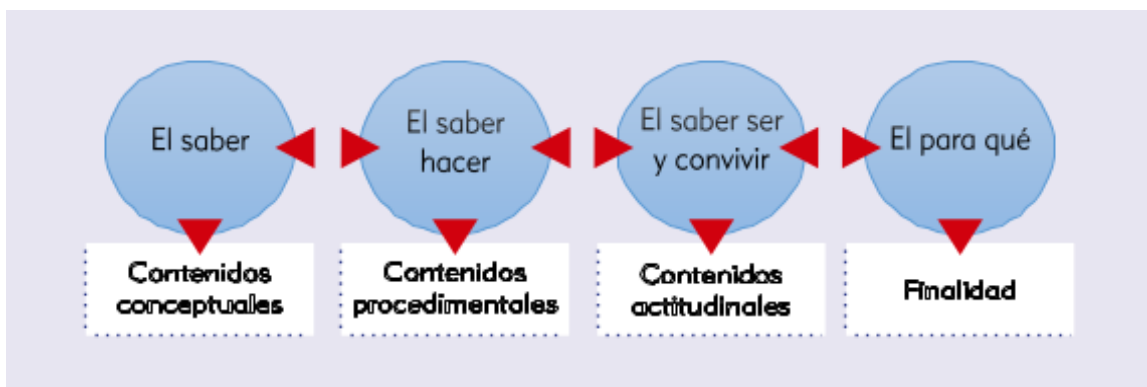 El saber
El saber
hacer
El saber ser
y convivir
El para qué
Contenidos
conceptuales
Contenidos
procedimentales
Contenidos
actitudinales
Finalidad